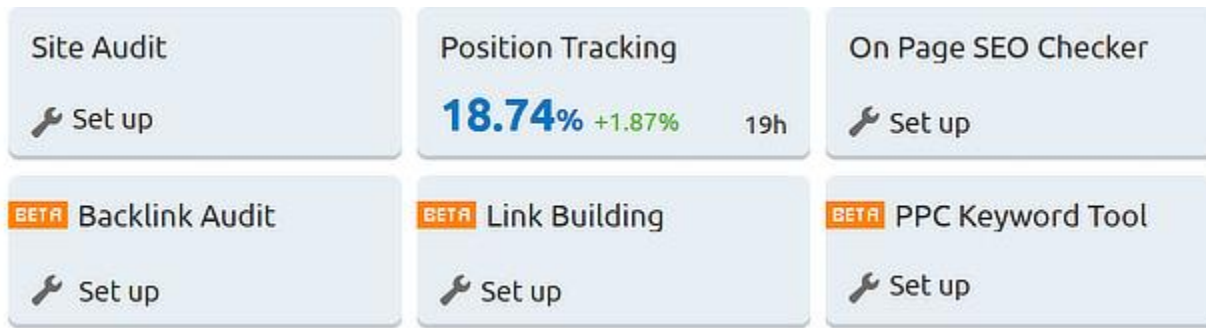 Site Audit
Set up
Position Tracking
18.74% +1.87% 19h
On Page SEO Checker
Set up
BETA Backlink Audit
Set up
BETA Link Building
Set up
BETA PPC Keyword Tool
Set up